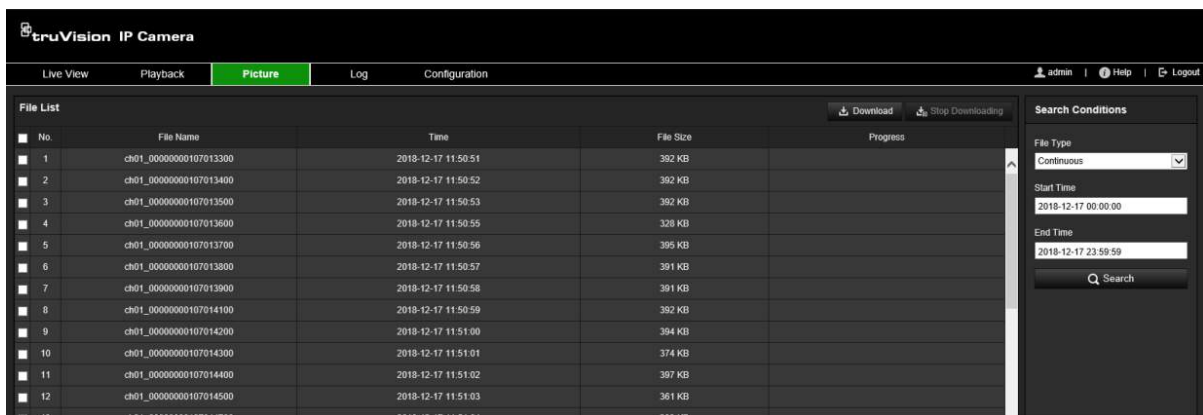 truVision IP Camera
Live View Playback Picture Log Configuration admin | Help | Logout
File List Download Stop Downloading
No. File Name Time File Size Progress
1 ch01_00000000107013300 2018-12-17 11:50:51 392 KB
2 ch01_00000000107013400 2018-12-17 11:50:52 392 KB
3 ch01_00000000107013500 2018-12-17 11:50:53 392 KB
4 ch01_00000000107013600 2018-12-17 11:50:55 328 KB
5 ch01_00000000107013700 2018-12-17 11:50:56 395 KB
6 ch01_00000000107013800 2018-12-17 11:50:57 391 KB
7 ch01_00000000107013900 2018-12-17 11:50:58 391 KB
8 ch01_00000000107014100 2018-12-17 11:50:59 392 KB
9 ch01_00000000107014200 2018-12-17 11:51:00 394 KB
10 ch01_00000000107014300 2018-12-17 11:51:01 374 KB
11 ch01_00000000107014400 2018-12-17 11:51:02 397 KB
12 ch01_00000000107014500 2018-12-17 11:51:03 361 KB
Search Conditions
File Type
Continuous
Start Time
2018-12-17 00:00:00
End Time
2018-12-17 23:59:59
Search